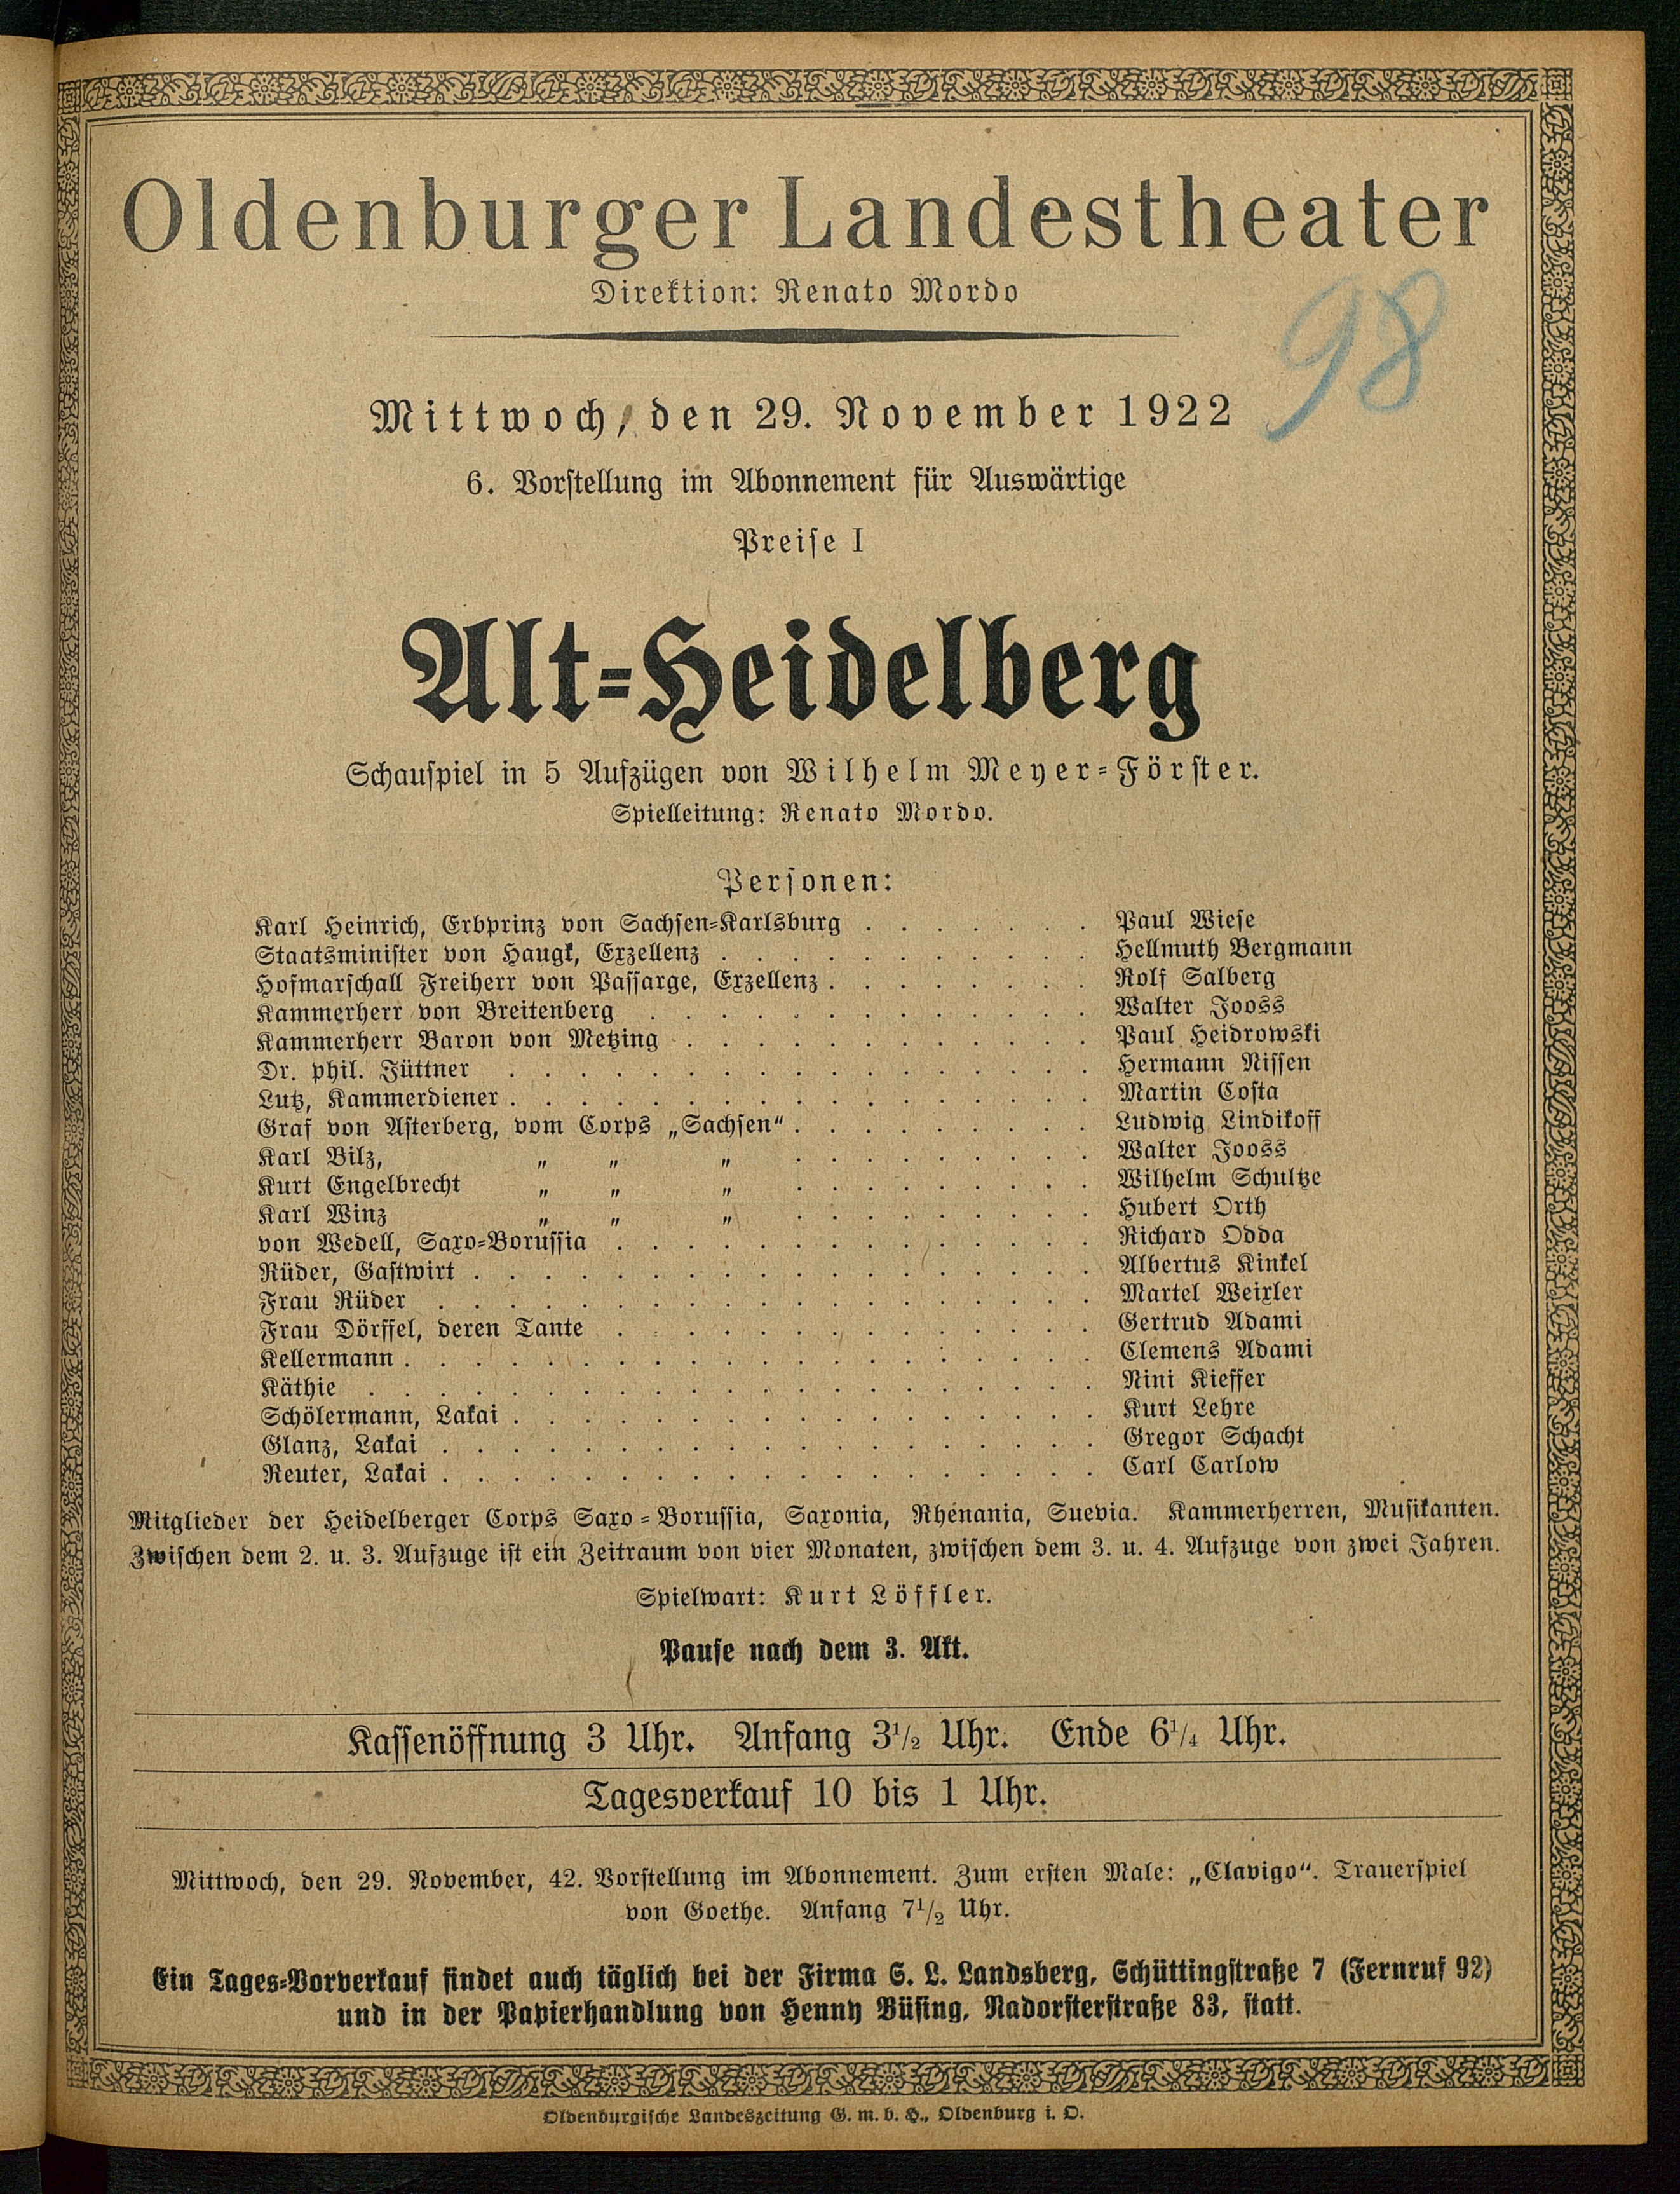 Oldenburger Landestheater
Direktion: Renato Mordo
98
Mittwoch, den 29. November 1922
6. Vorstellung im Abonnement für Auswärtige
Preise I
Alt-Heidelberg
Schauspiel in 5 Aufzügen von Wilhelm Meyer-Förster.
Spielleitung: Renato Mordo.
Personen:
Karl Heinrich, Erbprinz von Sachsen-Karlsburg . . . . . . . Paul Wiese
Staatsminister von Haugk, Exzellenz . . . . . . . . . . . Hellmuth Bergmann
Hofmarschall Freiherr von Passarge, Exzellenz . . . . . . . . Rolf Salberg
Kammerherr von Breitenberg . . . . . . . . . . . . . Walter Jooss
Kammerherr Baron von Metzing . . . . . . . . . . . . Paul Heidrowski
Dr. phil. Jüttner . . . . . . . . . . . . . . . . . Hermann Nissen
Lutz, Kammerdiener . . . . . . . . . . . . . . . . . Martin Costa
Graf von Asterberg, vom Corps „Sachsen“ . . . . . . . . . Ludwig Lindikoff
Karl Bilz, " " " . . . . . . . . . Walter Jooss
Kurt Engelbrecht " " " . . . . . . . . . Wilhelm Schultze
Karl Winz " " " . . . . . . . . . Hubert Orth
von Wedell, Saxo-Borussia . . . . . . . . . . . . . . Richard Odda
Rüder, Gastwirt . . . . . . . . . . . . . . . . . . Albertus Kinkel
Frau Rüder . . . . . . . . . . . . . . . . . . . Martel Weixler
Frau Dörffel, deren Tante . . . . . . . . . . . . . . Gertrud Adami
Kellermann . . . . . . . . . . . . . . . . . . . . Clemens Adami
Käthie . . . . . . . . . . . . . . . . . . . . . Nini Kieffer
Schölermann, Lakai . . . . . . . . . . . . . . . . . Kurt Lehre
Glanz, Lakai . . . . . . . . . . . . . . . . . . . Gregor Schacht
Reuter, Lakai . . . . . . . . . . . . . . . . . . . Carl Carlow
Mitglieder der Heidelberger Corps Saxo-Borussia, Saxonia, Rhenania, Suevia. Kammerherren, Musikanten.
Zwischen dem 2. u. 3. Aufzuge ist ein Zeitraum von vier Monaten, zwischen dem 3. u. 4. Aufzuge von zwei Jahren.
Spielwart: Kurt Löffler.
Pause nach dem 3. Akt.
Kassenöffnung 3 Uhr. Anfang 3½ Uhr. Ende 6¼ Uhr.
Tagesverkauf 10 bis 1 Uhr.
Mittwoch, den 29. November, 42. Vorstellung im Abonnement. Zum ersten Male: „Clavigo“. Trauerspiel
von Goethe. Anfang 7½ Uhr.
Ein Tages-Vorverkauf findet auch täglich bei der Firma S. L. Landsberg, Schüttingstraße 7 (Fernruf 92)
und in der Papierhandlung von Henny Büsing, Nadorsterstraße 83, statt.
Oldenburgische Landeszeitung G. m. b. H., Oldenburg i. O.